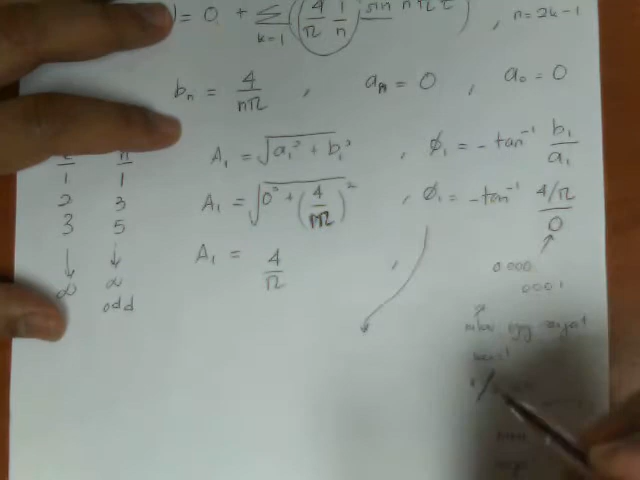 ) = 0 + ∑ k=1 ( 4/π 1/n sin nπt ) , n = 2k-1
bₙ = 4/nπ , aₙ = 0 , a₀ = 0
n
A₁ = √(a₁² + b₁²) , ϕ₁ = -tan⁻¹ b₁/a₁
1 1
2 3 A₁ = √(0² + (4/nπ)²) , ϕ₁ = -tan⁻¹ 4/π / 0
3 5
↓ ↓ A₁ = 4/π ,
∞ ∞
odd
0.000
0001